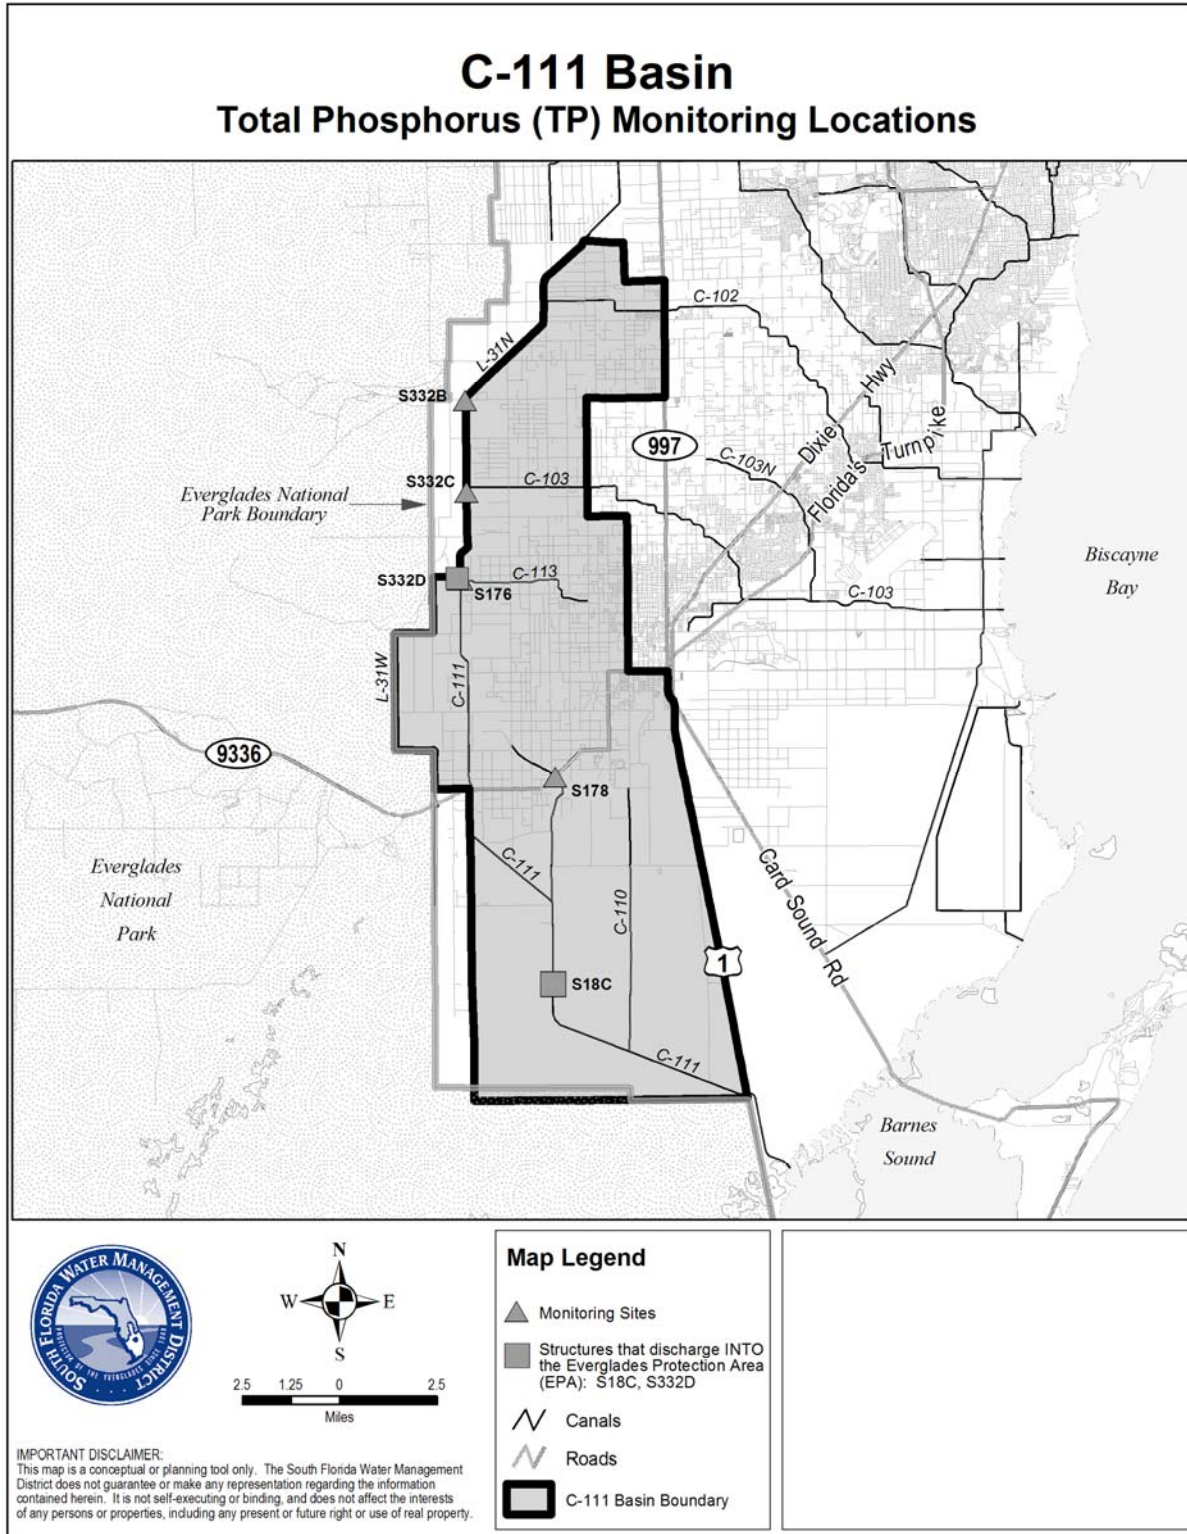 C-111 Basin
Total Phosphorus (TP) Monitoring Locations
C-102
L-31N
S332B
Dixie Hwy
997
Florida's Turnpike
C-103N
S332C
C-103
Everglades National
Park Boundary
Biscayne
Bay
S332D
C-113
S176
C-103
L-31W
C-111
9336
S178
Everglades
National
Park
C-111
C-110
Card Sound Rd
1
S18C
C-111
Barnes
Sound
SOUTH FLORIDA WATER MANAGEMENT DISTRICT
PROTECTOR OF THE EVERGLADES SINCE 1949
N
W E
S
2.5 1.25 0 2.5
Miles
IMPORTANT DISCLAIMER:
This map is a conceptual or planning tool only. The South Florida Water Management
District does not guarantee or make any representation regarding the information
contained herein. It is not self-executing or binding, and does not affect the interests
of any persons or properties, including any present or future right or use of real property.
Map Legend
Monitoring Sites
Structures that discharge INTO
the Everglades Protection Area
(EPA): S18C, S332D
Canals
Roads
C-111 Basin Boundary